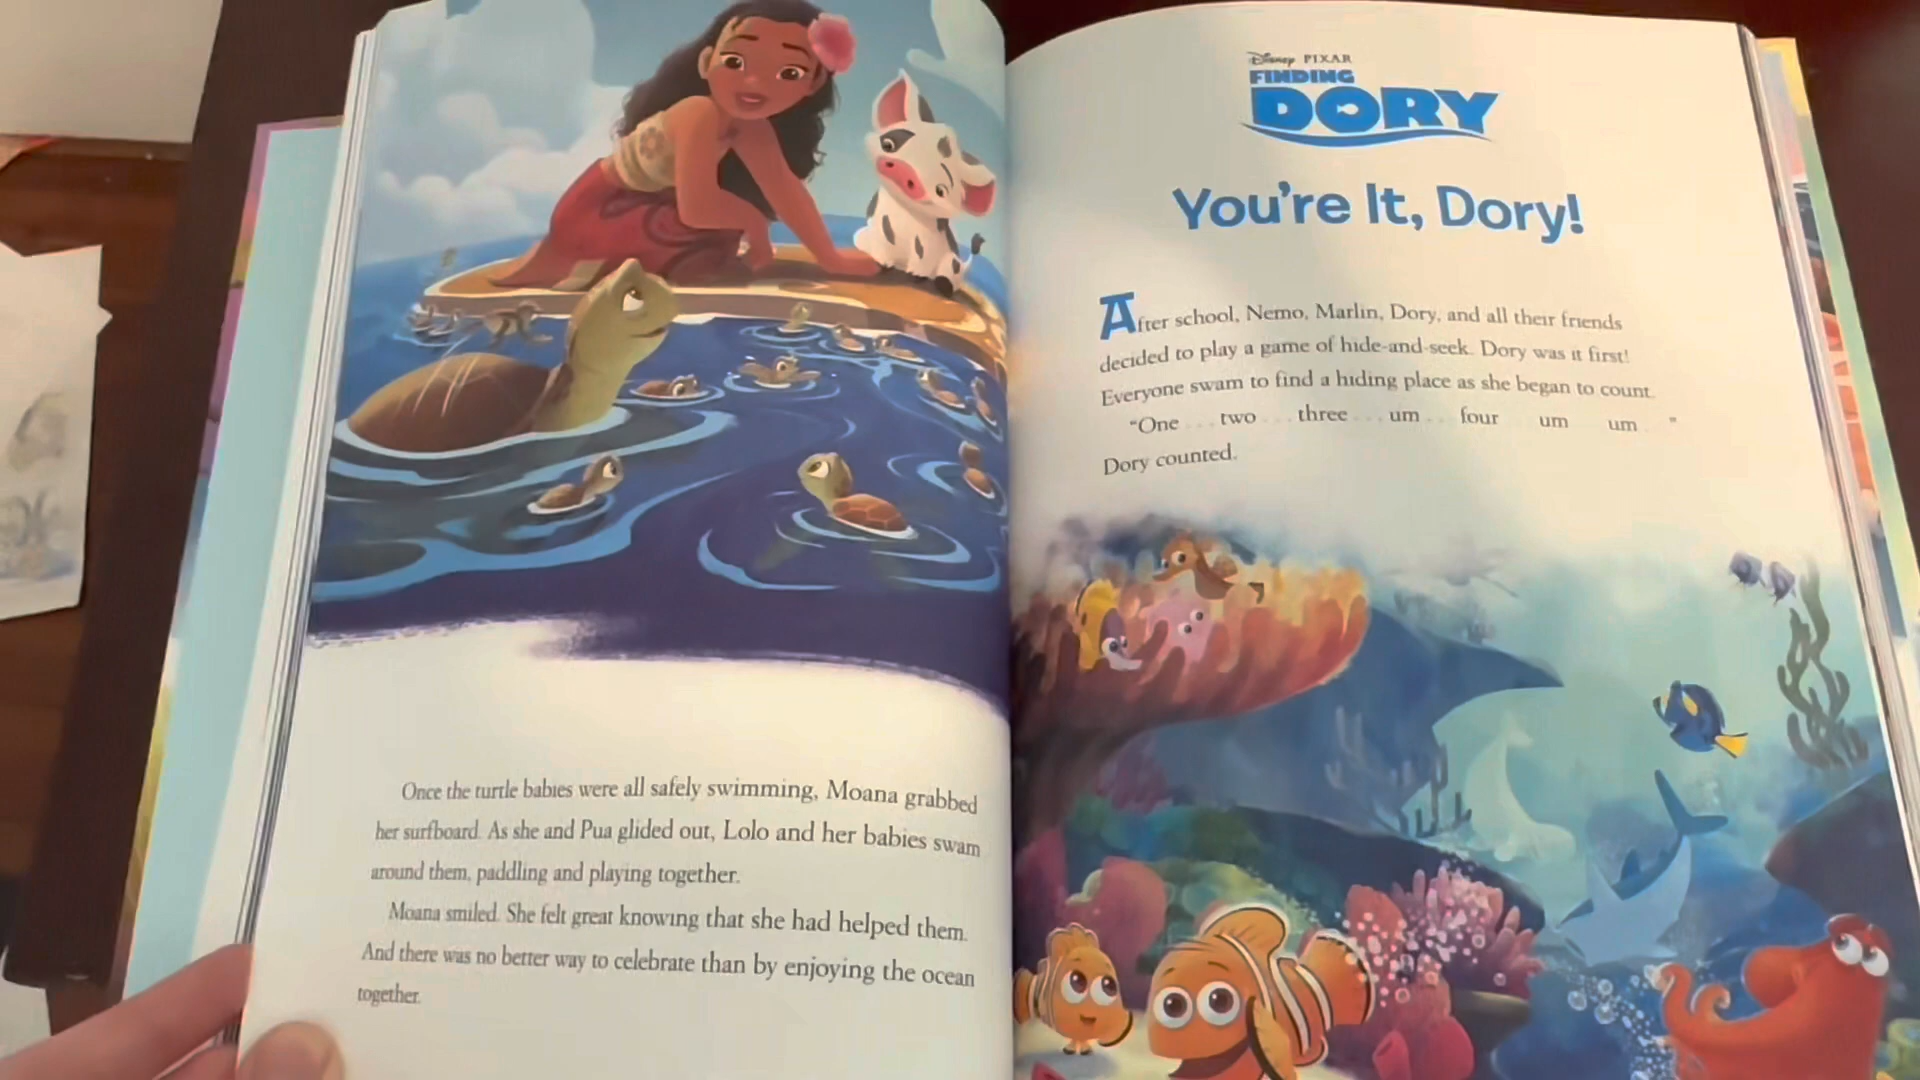 Once the turtle babies were all safely swimming, Moana grabbed
her surfboard. As she and Pua glided out, Lolo and her babies swam
around them, paddling and playing together.
Moana smiled. She felt great knowing that she had helped them.
And there was no better way to celebrate than by enjoying the ocean
together.
Disney PIXAR
FINDING
DORY
You're It, Dory!
After school, Nemo, Marlin, Dory, and all their friends
decided to play a game of hide-and-seek. Dory was it first!
Everyone swam to find a hiding place as she began to count.
"One . . . two . . . three . . . um . . . four um um "
Dory counted.